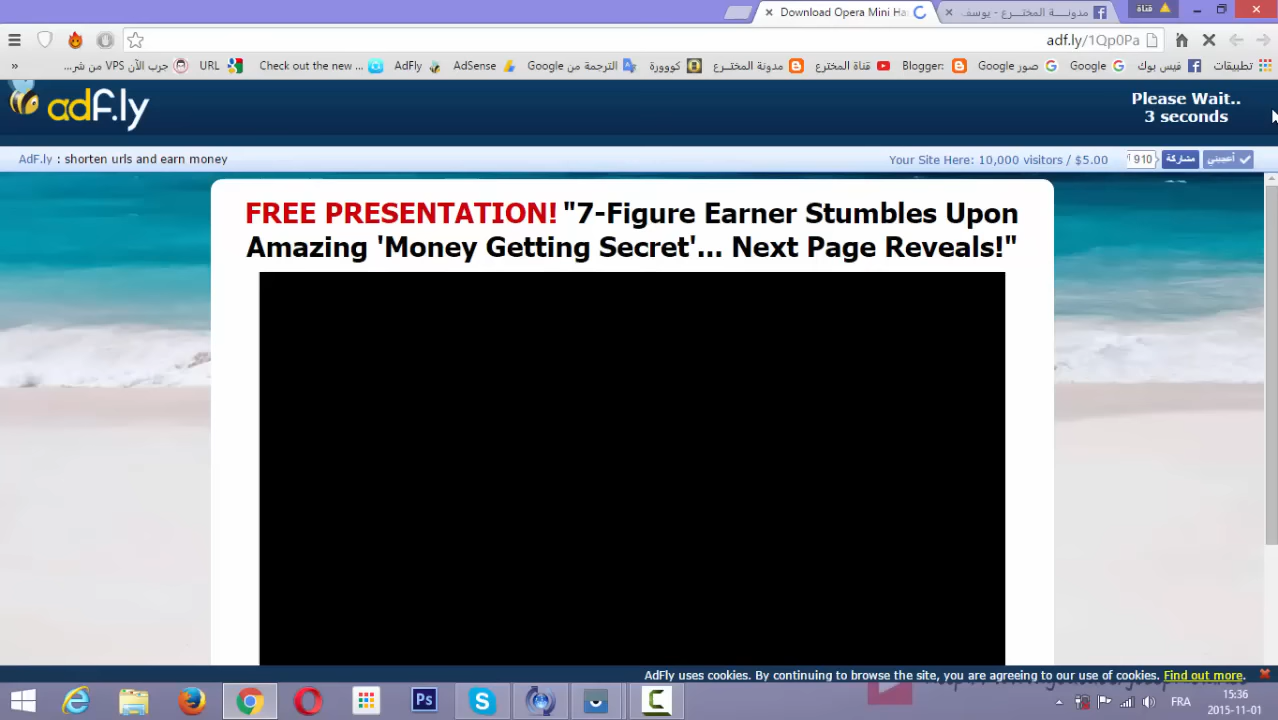 Download Opera Mini Ha
مدونـــة المختــرع - يوسف
قناة
adf.ly/1Qp0Pa
تطبيقات
فيس بوك
Google
صور Google
Blogger:
قناة المخترع
مدونة المختـرع
كووورة
الترجمة من Google
AdSense
AdFly
Check out the new ...
URL
جرب الآن VPS من شر...
»
adf.ly
Please Wait..
3 seconds
AdF.ly : shorten urls and earn money
Your Site Here: 10,000 visitors / $5.00
910
مشاركة
أعجبني
FREE PRESENTATION! "7-Figure Earner Stumbles Upon
Amazing 'Money Getting Secret'... Next Page Reveals!"
AdFly uses cookies. By continuing to browse the site, you are agreeing to our use of cookies. Find out more.
Ps
FRA
15:36
2015-11-01